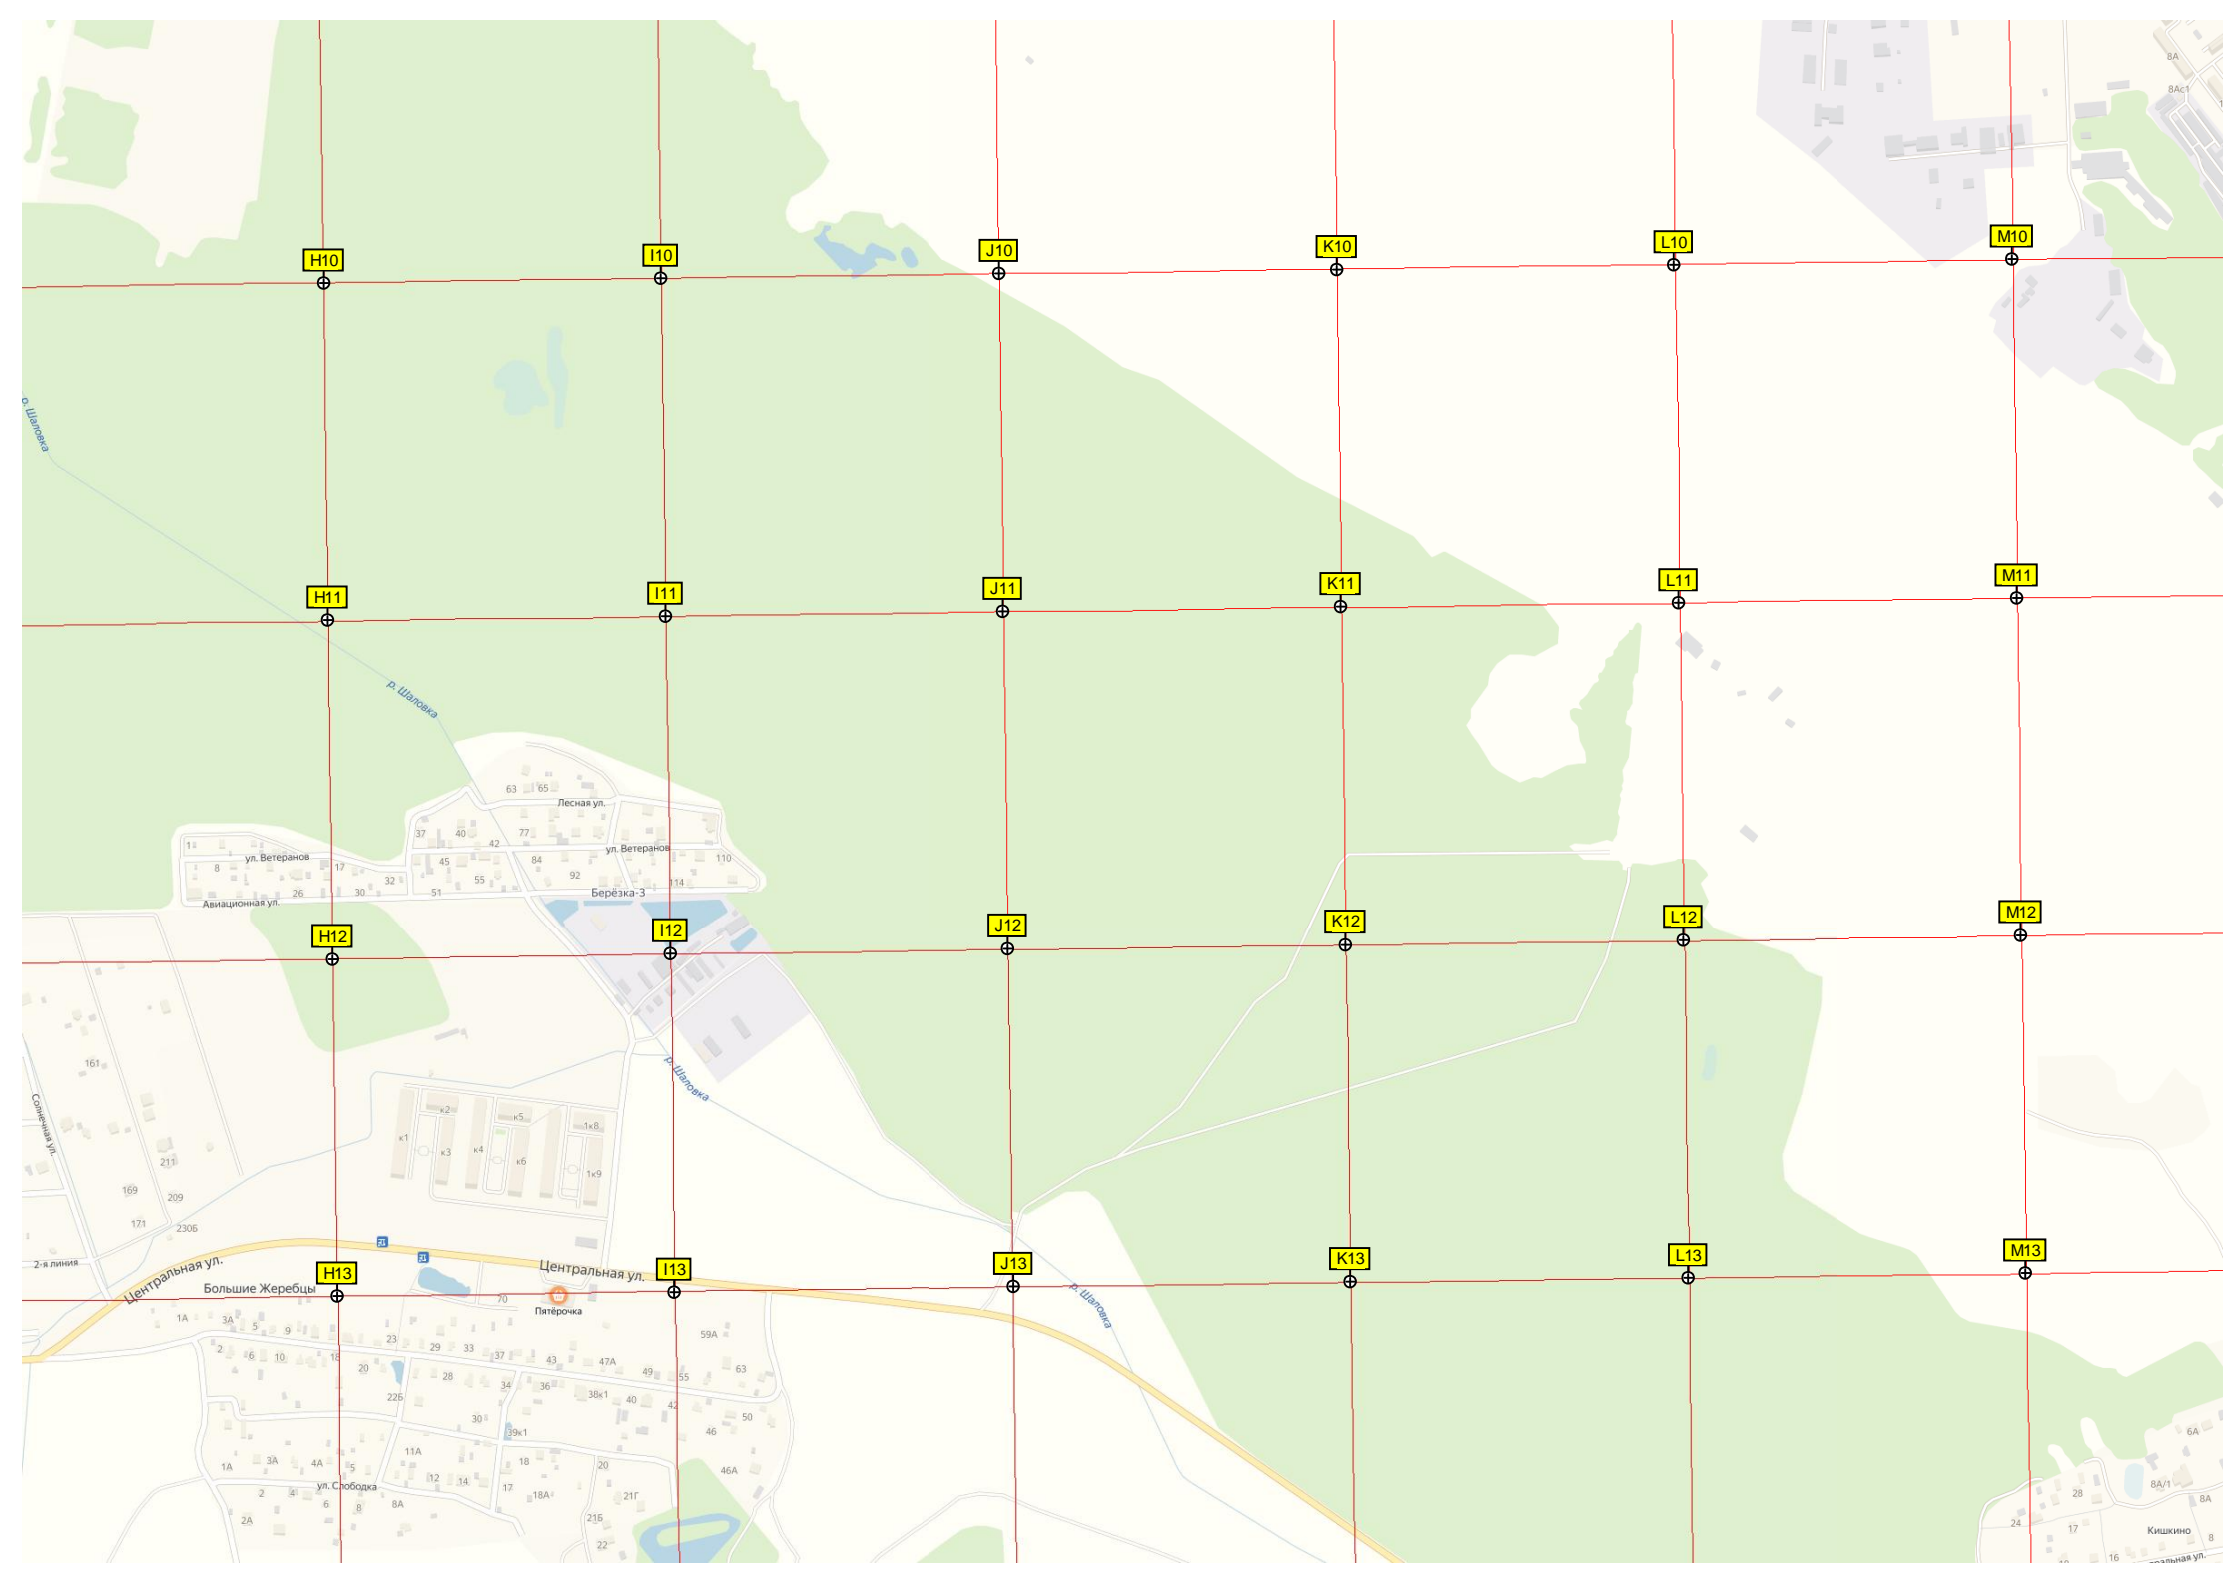 8А
8Ас1
H10
I10
J10
K10
L10
M10
р. Шаловка
H11
I11
J11
K11
L11
M11
р. Шаловка
63
65
Лесная ул.
37
40
77
42
ул. Ветеранов
1
8
ул. Ветеранов
17
45
84
110
32
55
92
114
26
30
51
Берёзка-3
Авиационная ул.
H12
I12
J12
K12
L12
M12
161
р. Шаловка
Солнечная ул.
к2
к5
1к8
к1
к3
к4
к6
1к9
211
169
209
171
230Б
2-я линия
Центральная ул.
Центральная ул.
H13
I13
J13
K13
L13
M13
Большие Жеребцы
70
Пятёрочка
р. Шаловка
1А
3А
5
9
23
59А
2
6
10
18
20
29
33
37
43
47А
49
55
63
28
22Б
34
36
38к1
40
42
50
30
39к1
46
6А
11А
1А
3А
4А
5
12
14
18
20
46А
ул. Слободка
17
18А
21Г
8А/1
28
8А
2
4
6
8
8А
2А
21Б
22
24
17
Кишкино
8
16